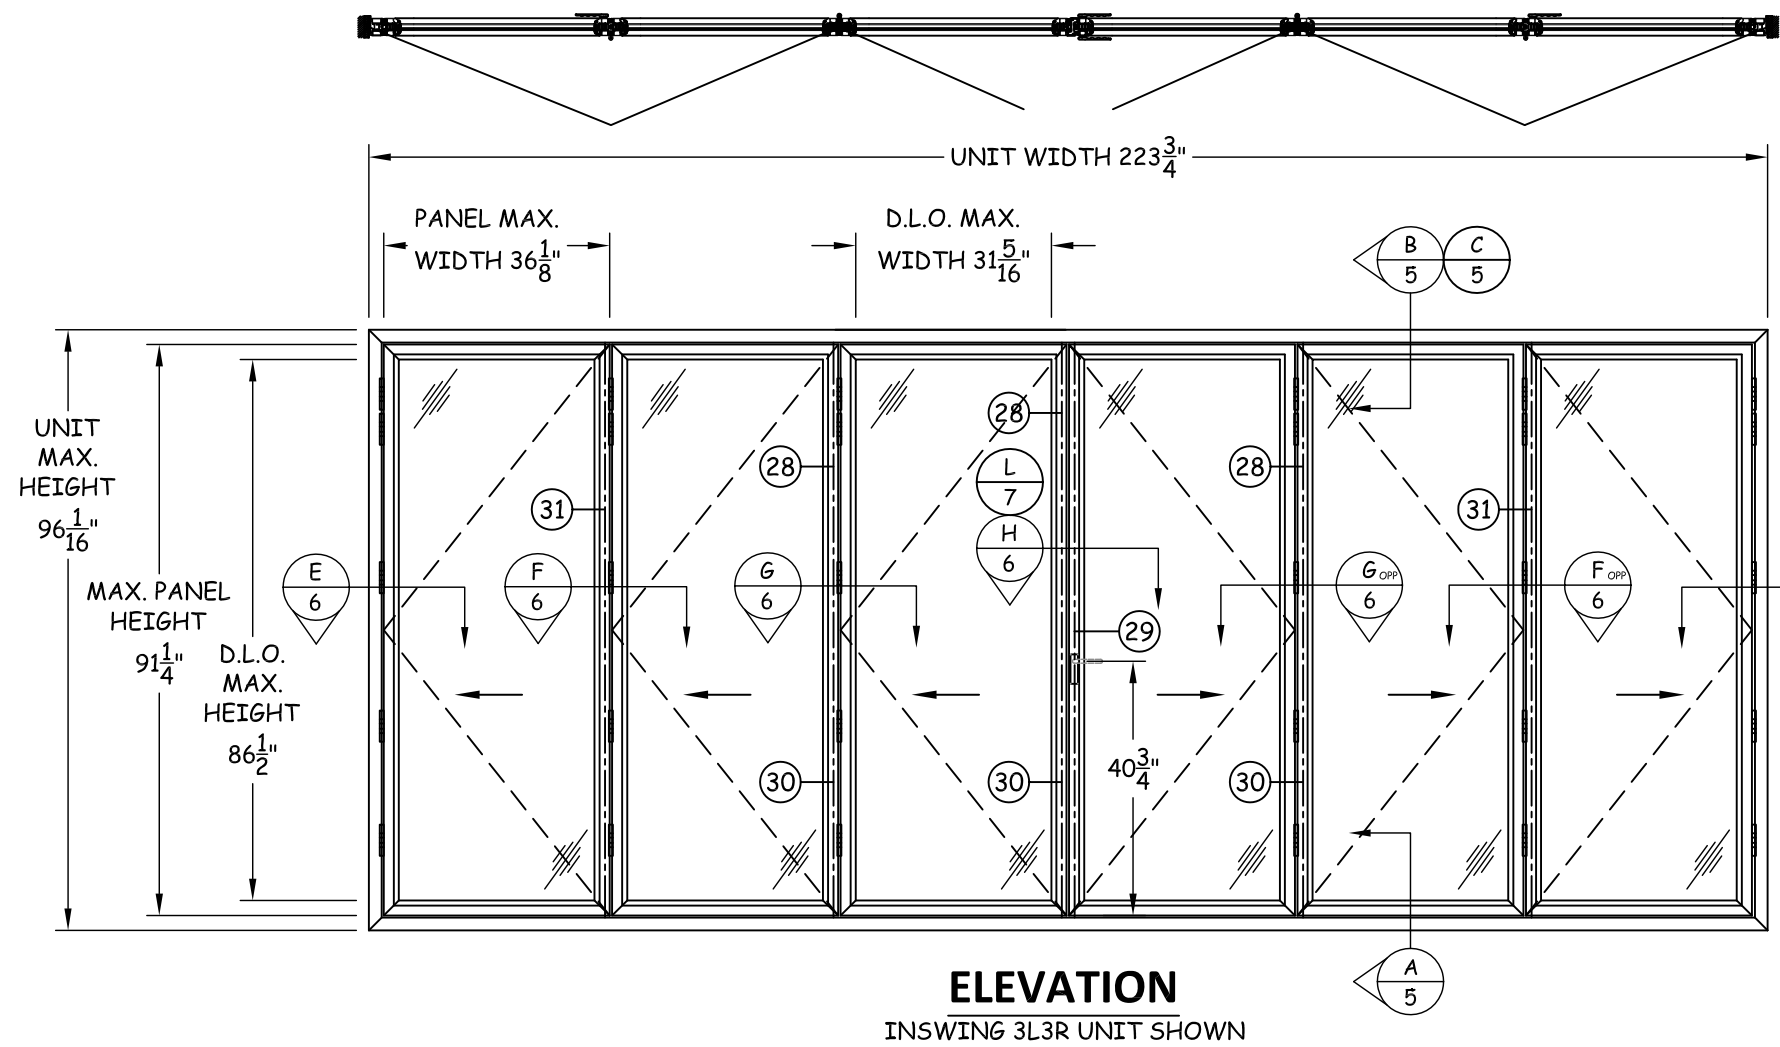 UNIT WIDTH 223 3/4"
PANEL MAX.
WIDTH 36 1/8"
D.L.O. MAX.
WIDTH 31 5/16"
B
5
C
5
UNIT
MAX.
HEIGHT
96 1/16"
MAX. PANEL
HEIGHT
91 1/4"
D.L.O.
MAX.
HEIGHT
86 1/2"
28
28
28
L
7
31
31
H
6
E
6
F
6
G
6
G OPP
6
F OPP
6
29
40 3/4"
30
30
30
A
5
ELEVATION
INSWING 3L3R UNIT SHOWN